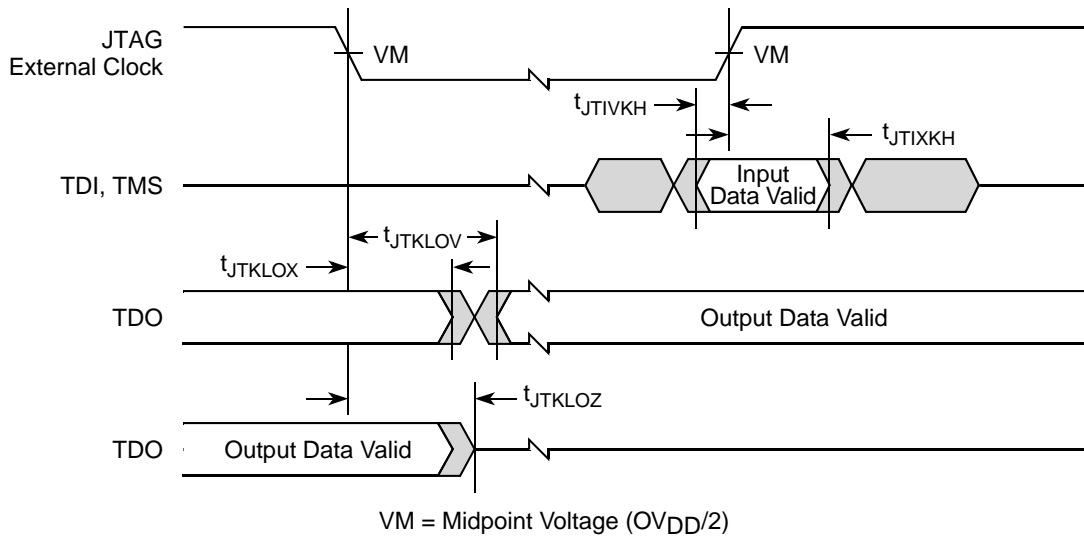 JTAG
External Clock
VM
VM
tJTIVKH
tJTIXKH
TDI, TMS
Input
Data Valid
tJTKLOV
tJTKLOX
TDO
Output Data Valid
tJTKLOZ
TDO
Output Data Valid
VM = Midpoint Voltage (OVDD/2)